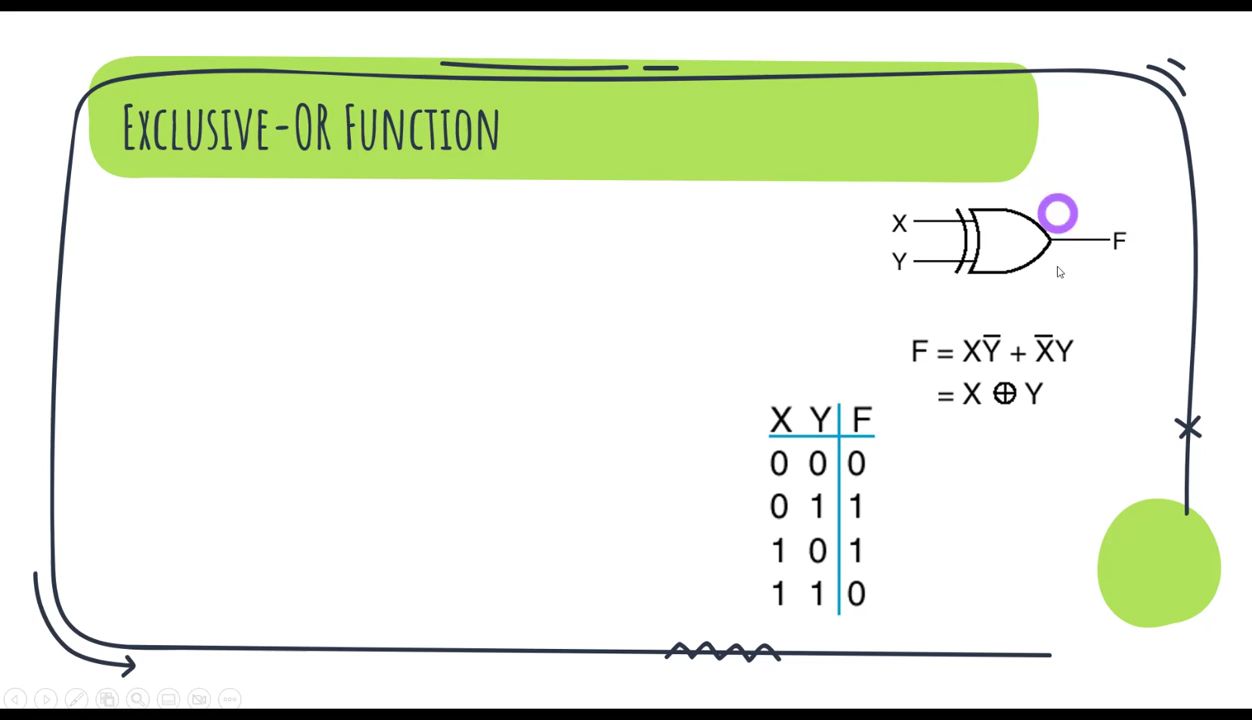 Exclusive-OR Function
X
Y
F
F = XY̅ + X̅Y
= X ⊕ Y
X Y F
0 0 0
0 1 1
1 0 1
1 1 0